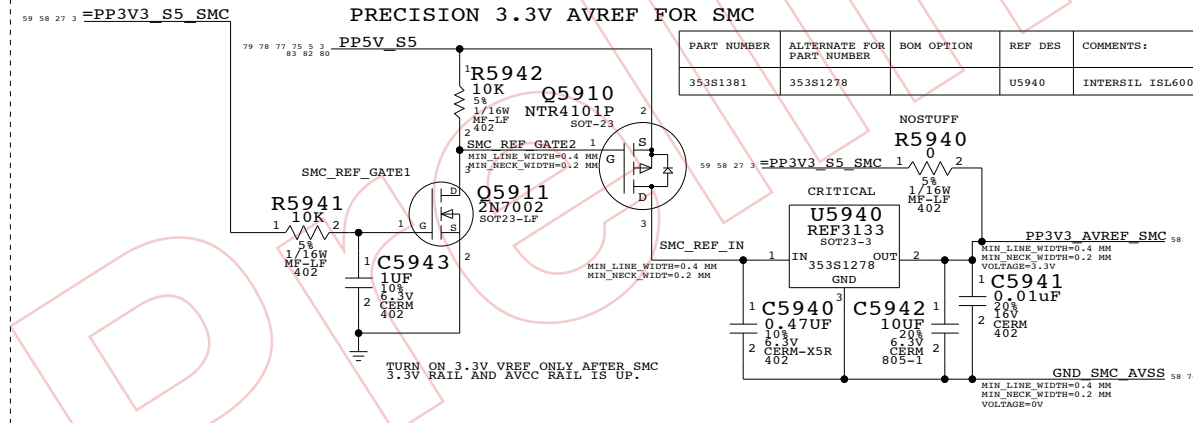 PRECISION 3.3V AVREF FOR SMC
59 58 27 3 =PP3V3_S5_SMC
79 78 77 75 5 3 PP5V_S5
83 82 80
PART NUMBER ALTERNATE FOR PART NUMBER BOM OPTION REF DES COMMENTS:
353S1381 353S1278 U5940 INTERSIL ISL600
1
R5942
10K
5%
1/16W
MF-LF
402
2
Q5910
NTR4101P
SOT-23
2
S
G
D
1
3
SMC_REF_GATE2
MIN_LINE_WIDTH=0.4 MM
MIN_NECK_WIDTH=0.2 MM
NOSTUFF
R5940
0
59 58 27 3 =PP3V3_S5_SMC 1 2
5%
1/16W
MF-LF
402
SMC_REF_GATE1
3
D
Q5911
2N7002
SOT23-LF
1 G
S
2
R5941
10K
1 2
5%
1/16W
MF-LF
402
1
C5943
1UF
10%
6.3V
CERM
402
2
CRITICAL
U5940
REF3133
SOT23-3
1 IN 353S1278 OUT 2
GND
3
SMC_REF_IN
MIN_LINE_WIDTH=0.4 MM
MIN_NECK_WIDT=0.2 MM
PP3V3_AVREF_SMC 58
MIN_LINE_WIDTH=0.4 MM
MIN_NECK_WIDTH=0.2 MM
VOLTAGE=3.3V
1
C5941
0.01uF
20%
16V
CERM
402
2
1
C5940
0.47UF
10%
6.3V
CERM-X5R
402
2
C5942
1
10UF
20%
6.3V
CERM
805-1
2
TURN ON 3.3V VREF ONLY AFTER SMC
3.3V RAIL AND AVCC RAIL IS UP.
GND_SMC_AVSS 58
MIN_LINE_WIDTH=0.4 MM
MIN_NECK_WIDTH=0.2 MM
VOLTAGE=0V